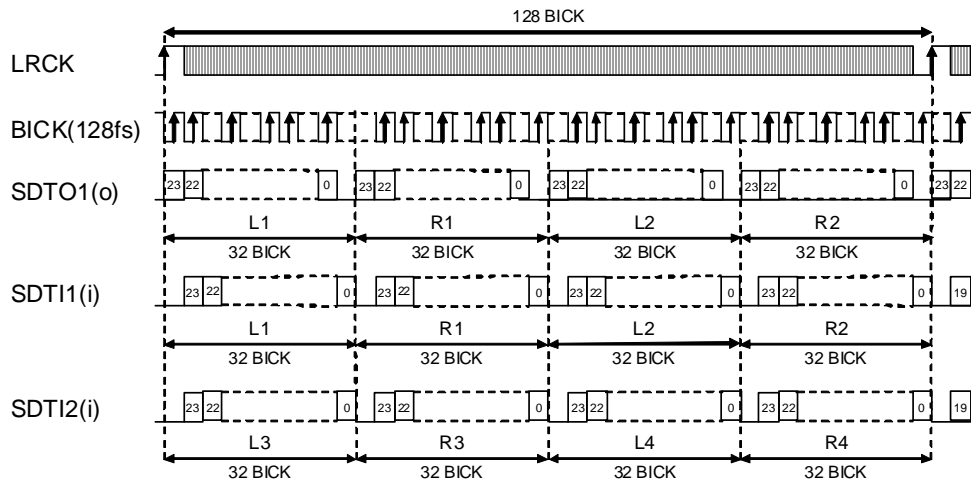 128 BICK
LRCK
BICK(128fs)
SDTO1(o)
23 22 0 23 22 0 23 22 0 23 22 0 23 22
L1 R1 L2 R2
32 BICK 32 BICK 32 BICK 32 BICK
SDTI1(i)
23 22 0 23 22 0 23 22 0 23 22 0 19
L1 R1 L2 R2
32 BICK 32 BICK 32 BICK 32 BICK
SDTI2(i)
23 22 0 23 22 0 23 22 0 23 22 0 19
L3 R3 L4 R4
32 BICK 32 BICK 32 BICK 32 BICK